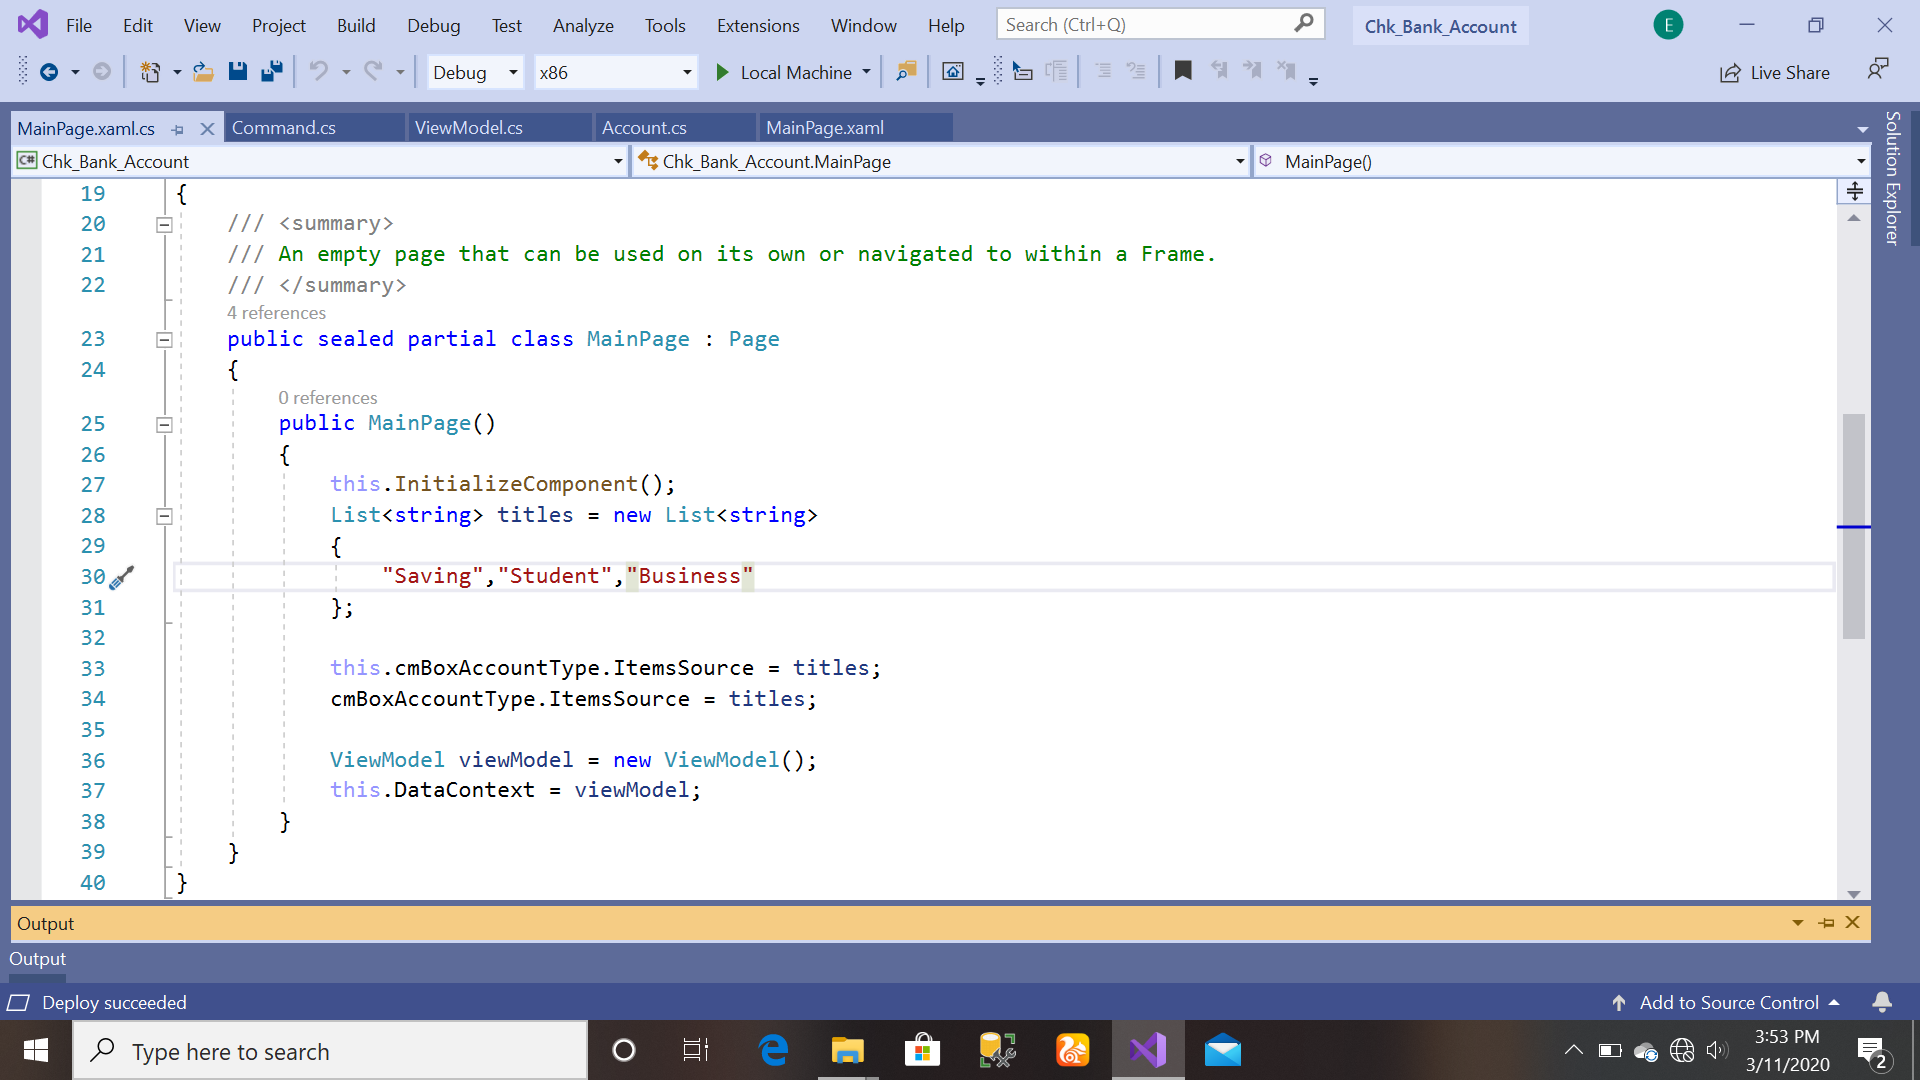 File Edit View Project Build Debug Test Analyze Tools Extensions Window Help Search (Ctrl+Q) Chk_Bank_Account E
Debug x86 Local Machine Live Share
MainPage.xaml.cs Command.cs ViewModel.cs Account.cs MainPage.xaml
C# Chk_Bank_Account Chk_Bank_Account.MainPage MainPage()
Solution Explorer
19 {
20 /// <summary>
21 /// An empty page that can be used on its own or navigated to within a Frame.
22 /// </summary>
4 references
23 public sealed partial class MainPage : Page
24 {
0 references
25 public MainPage()
26 {
27 this.InitializeComponent();
28 List<string> titles = new List<string>
29 {
30 "Saving","Student","Business"
31 };
32
33 this.cmBoxAccountType.ItemsSource = titles;
34 cmBoxAccountType.ItemsSource = titles;
35
36 ViewModel viewModel = new ViewModel();
37 this.DataContext = viewModel;
38 }
39 }
40 }
Output
Output
Deploy succeeded Add to Source Control
Type here to search
3:53 PM
3/11/2020
2